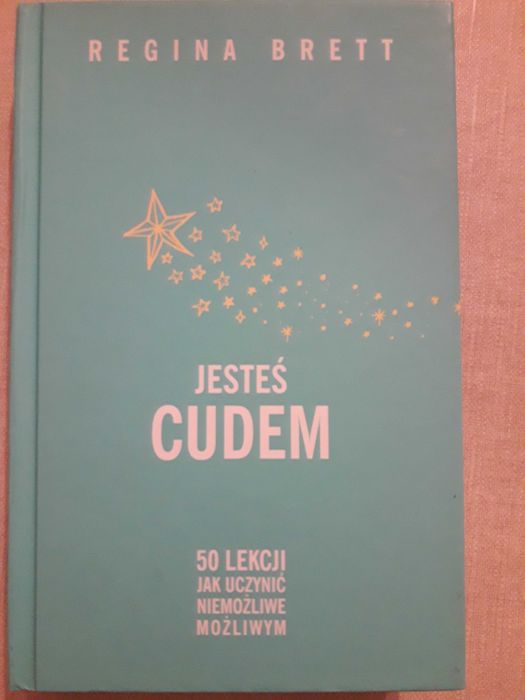 REGINA BRETT
JESTEŚ
CUDEM
50 LEKCJI
JAK UCZYNIĆ
NIEMOŻLIWE
MOŻLIWYM